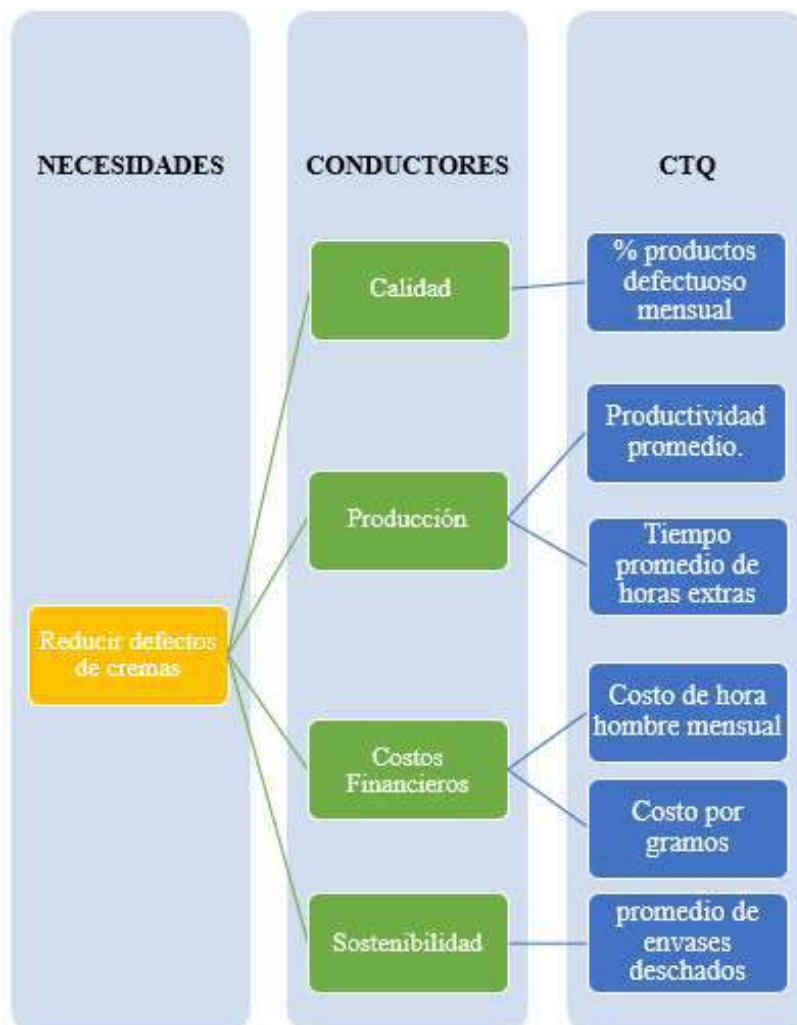 NECESIDADES
CONDUCTORES
CTQ
Calidad
% productos
defectuoso
mensual
Producción
Productividad
promedio.
Tiempo
promedio de
horas extras
Reducir defectos
de cremas
Costos
Financieros
Costo de hora
hombre mensual
Costo por
gramos
Sostenibilidad
promedio de
envases
deschados